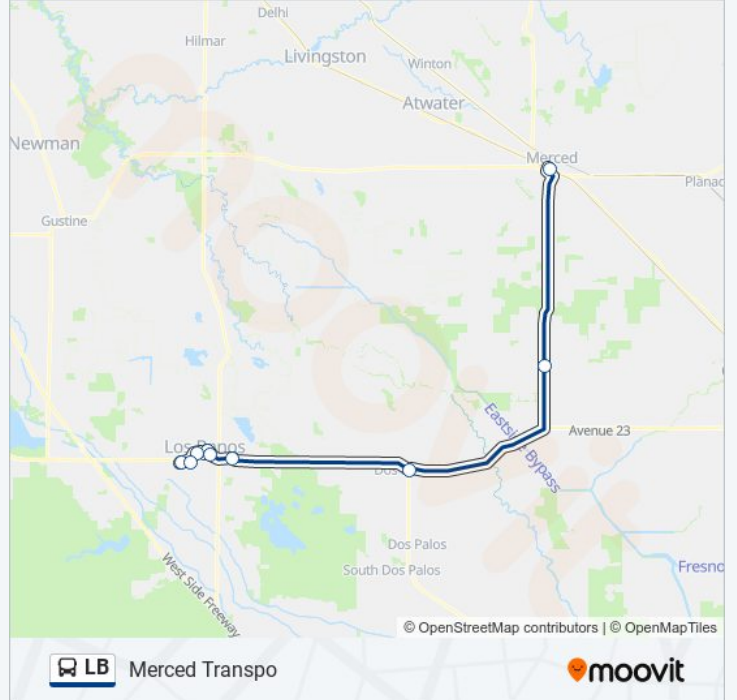 Delhi
Hilmar
Livingston
Winton
Atwater
Newman
Merced
Planac
Gustine
Los Banos
Avenue 23
Eastside Bypass
Dos
Dos Palos
South Dos Palos
West Side Freeway
Fresno
© OpenStreetMap contributors | © OpenMapTiles
LB Merced Transpo
moovit